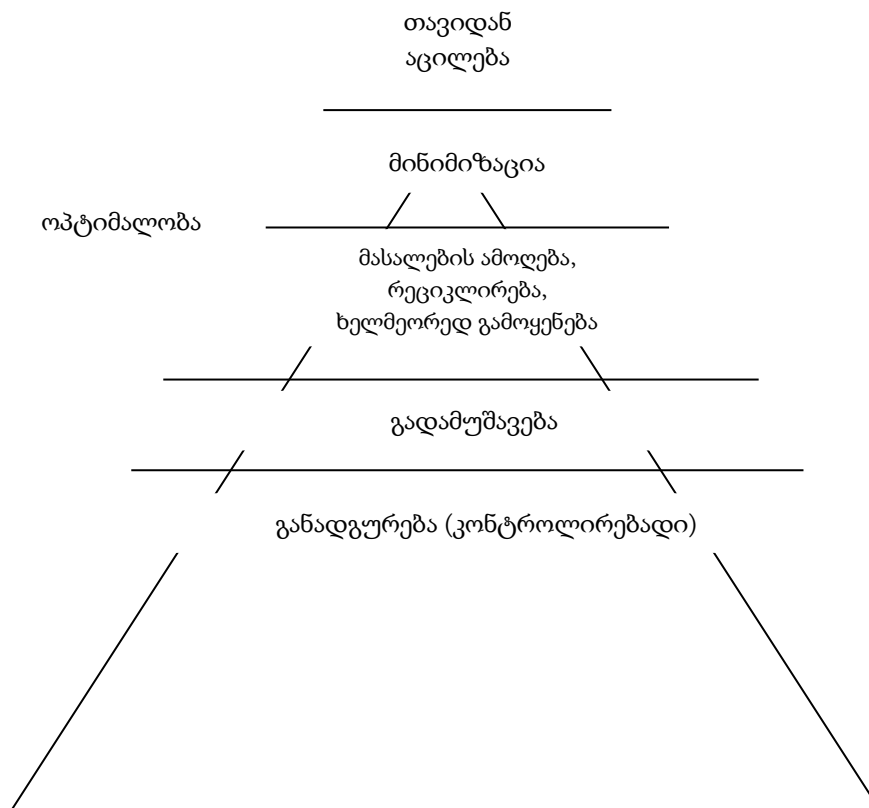 თავიდან
აცილება
მინიმიზაცია
ოპტიმალობა
მასალების ამოღება,
რეციკლირება,
ხელმეორედ გამოყენება
გადამუშავება
განადგურება (კონტროლირებადი)